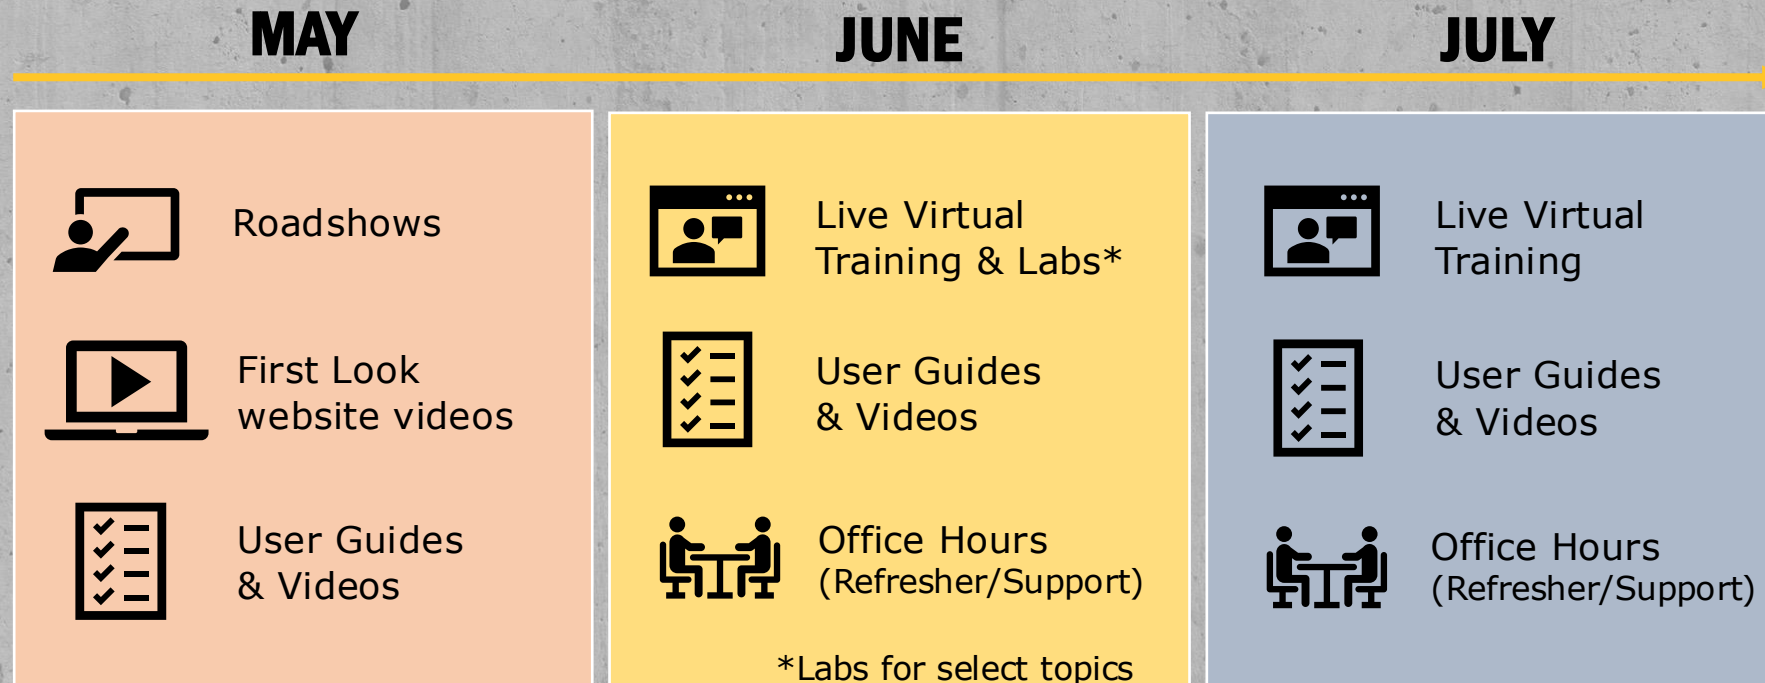 MAY
Roadshows
First Look
website videos
User Guides
& Videos
JUNE
Live Virtual
Training & Labs*
User Guides
& Videos
Office Hours
(Refresher/Support)
*Labs for select topics
JULY
Live Virtual
Training
User Guides
& Videos
Office Hours
(Refresher/Support)